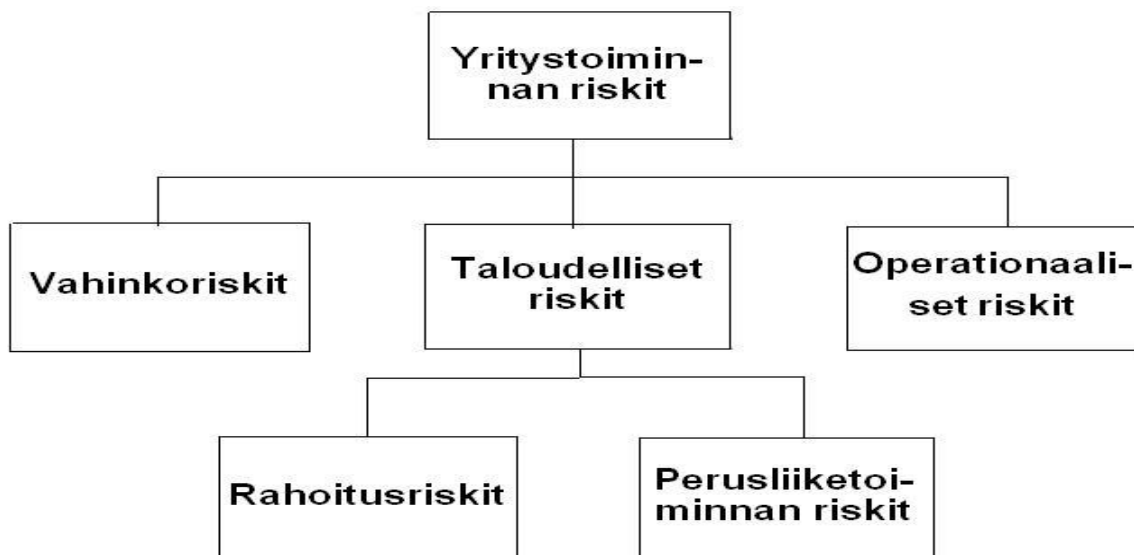 Yritystoimin-
nan riskit
Vahinkoriskit
Taloudelliset
riskit
Operationaali-
set riskit
Rahoitusriskit
Perusliiketoi-
minnan riskit